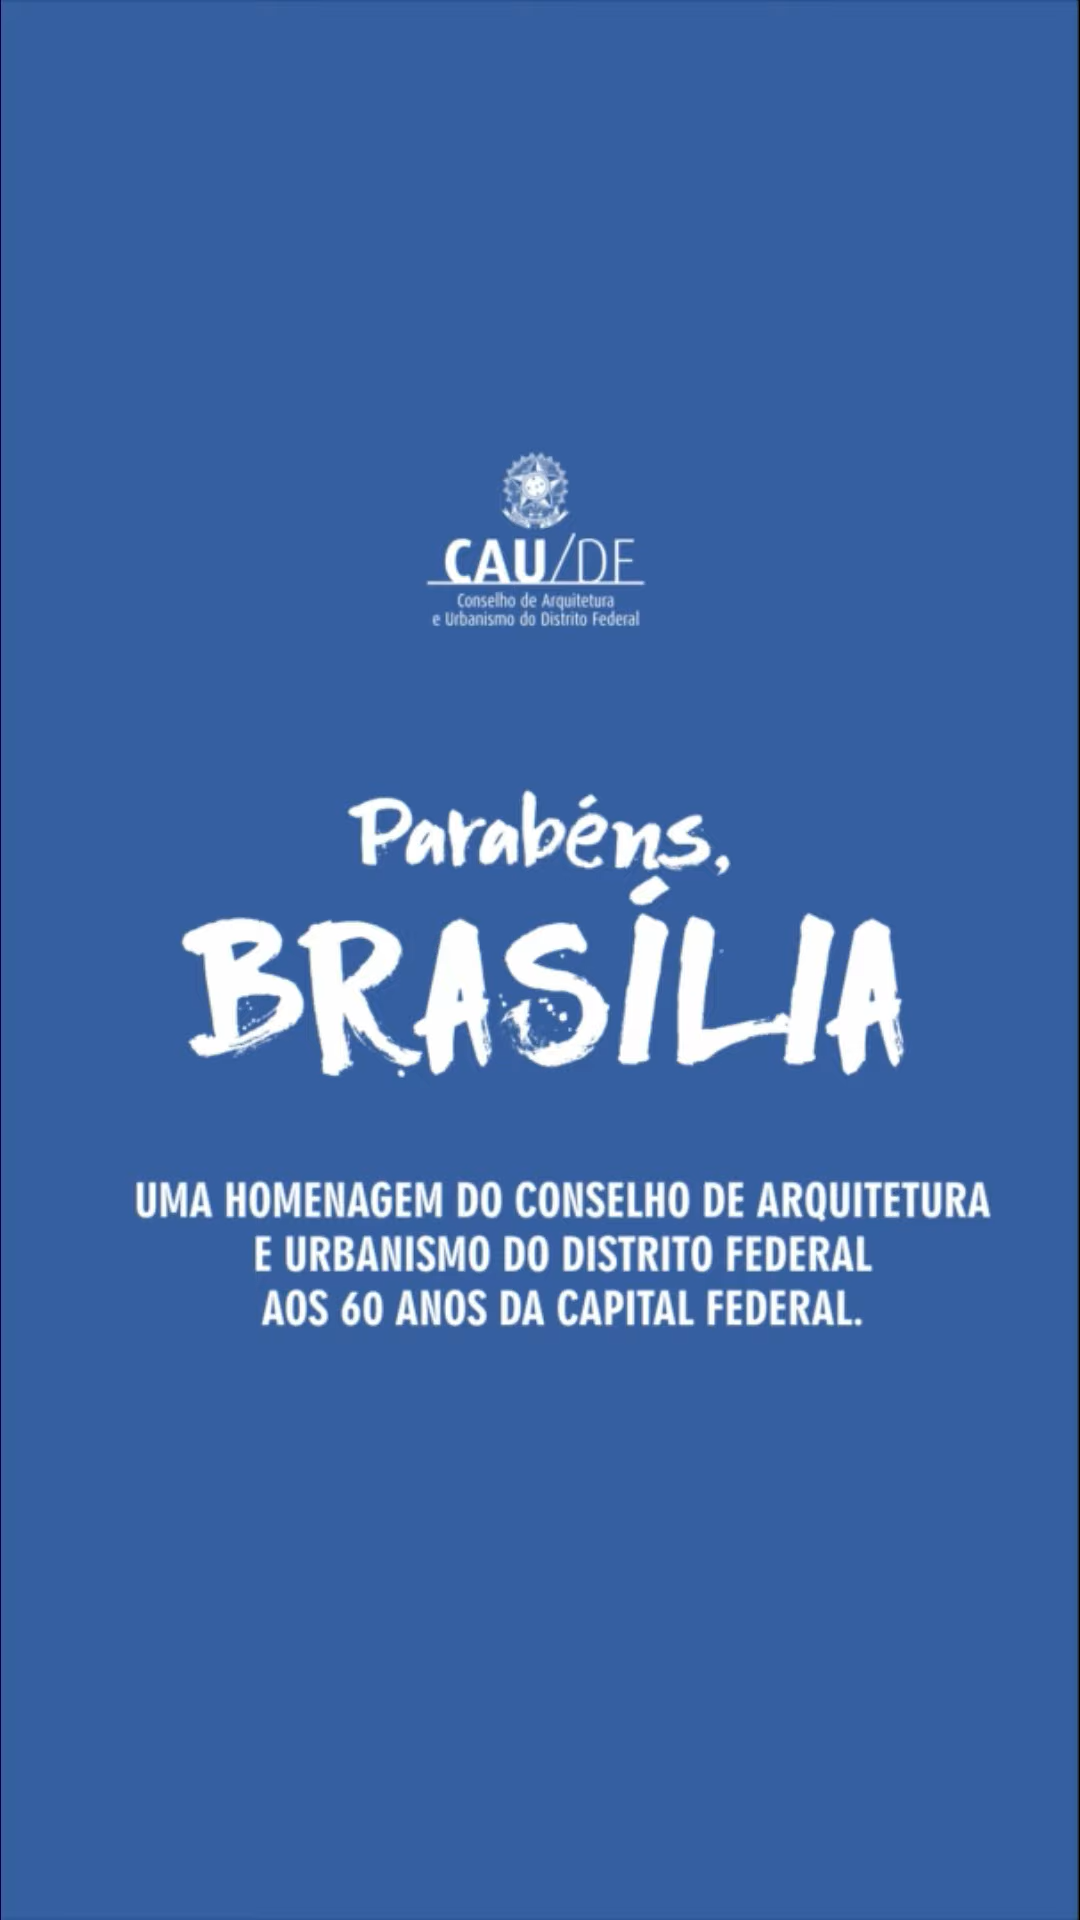 CAU/DF
Conselho de Arquitetura
e Urbanismo do Distrito Federal
Parabéns,
BRASÍLIA
UMA HOMENAGEM DO CONSELHO DE ARQUITETURA
E URBANISMO DO DISTRITO FEDERAL
AOS 60 ANOS DA CAPITAL FEDERAL.